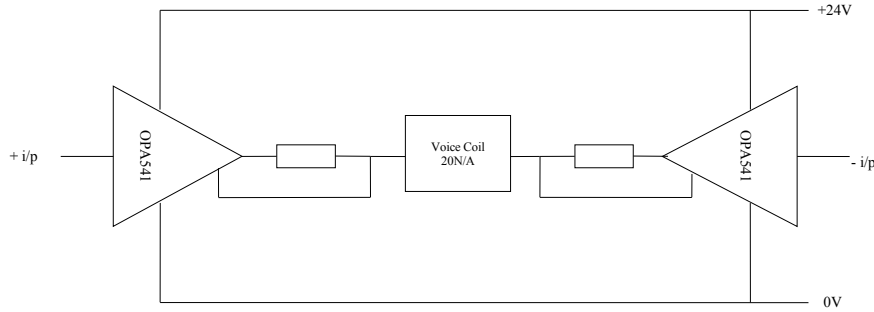 +24V
OPA541
OPA541
+ i/p
Voice Coil
20N/A
- i/p
0V